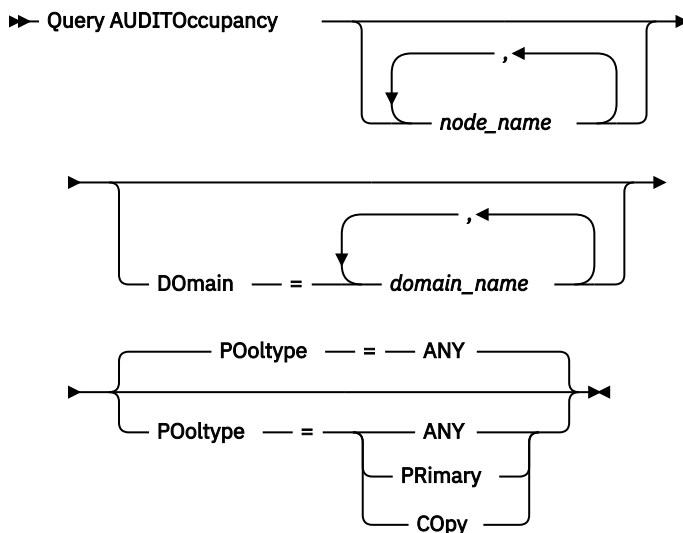 Query AUDITOccupancy
,
node_name
,
DOmain = domain_name
POoltype = ANY
POoltype = ANY
PRimary
COpy